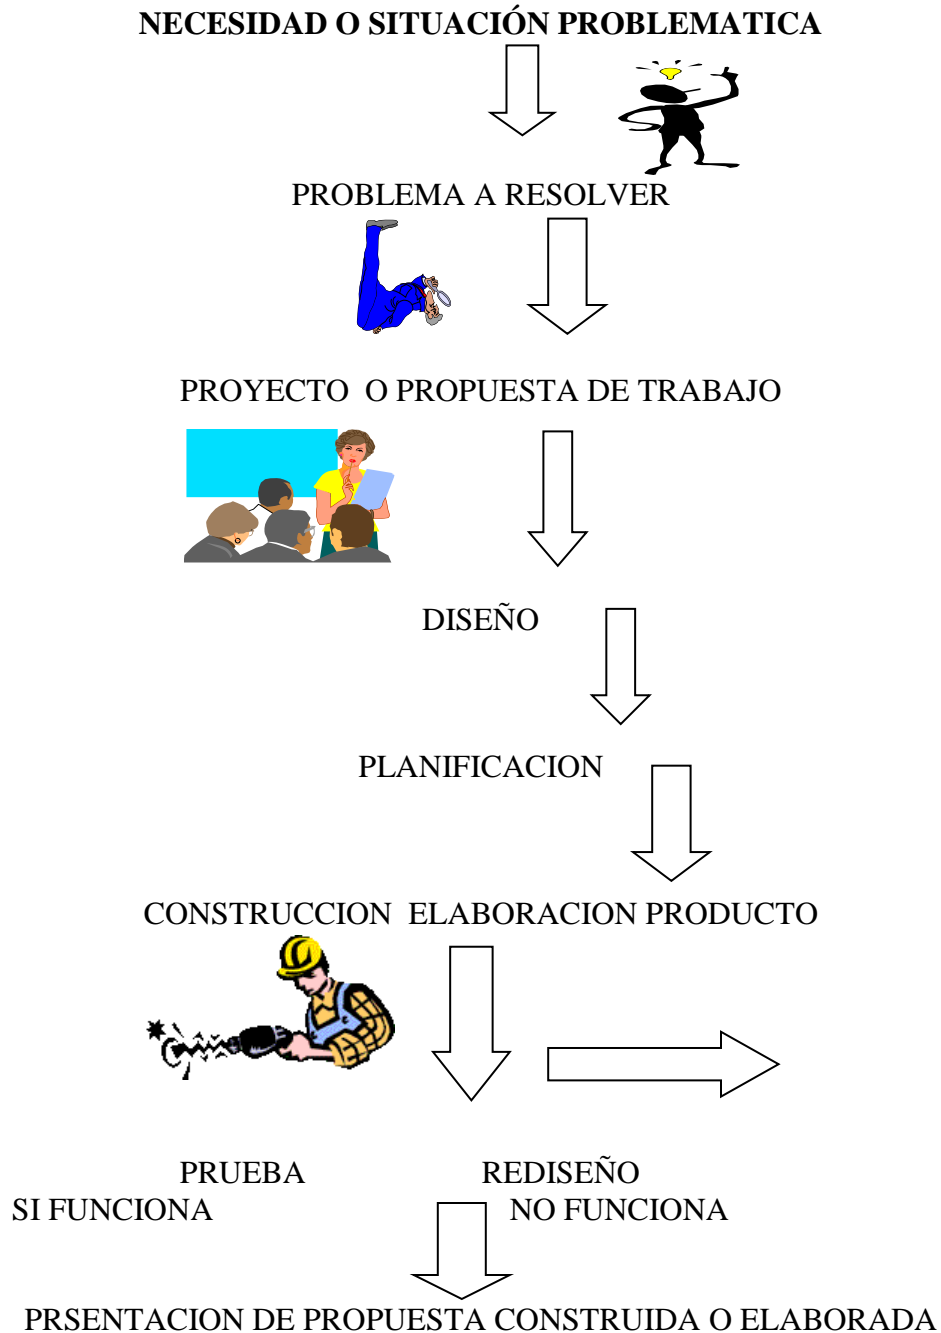 NECESIDAD O SITUACIÓN PROBLEMATICA
PROBLEMA A RESOLVER
PROYECTO O PROPUESTA DE TRABAJO
DISEÑO
PLANIFICACION
CONSTRUCCION ELABORACION PRODUCTO
PRUEBA REDISEÑO
SI FUNCIONA NO FUNCIONA
PRSENTACION DE PROPUESTA CONSTRUIDA O ELABORADA